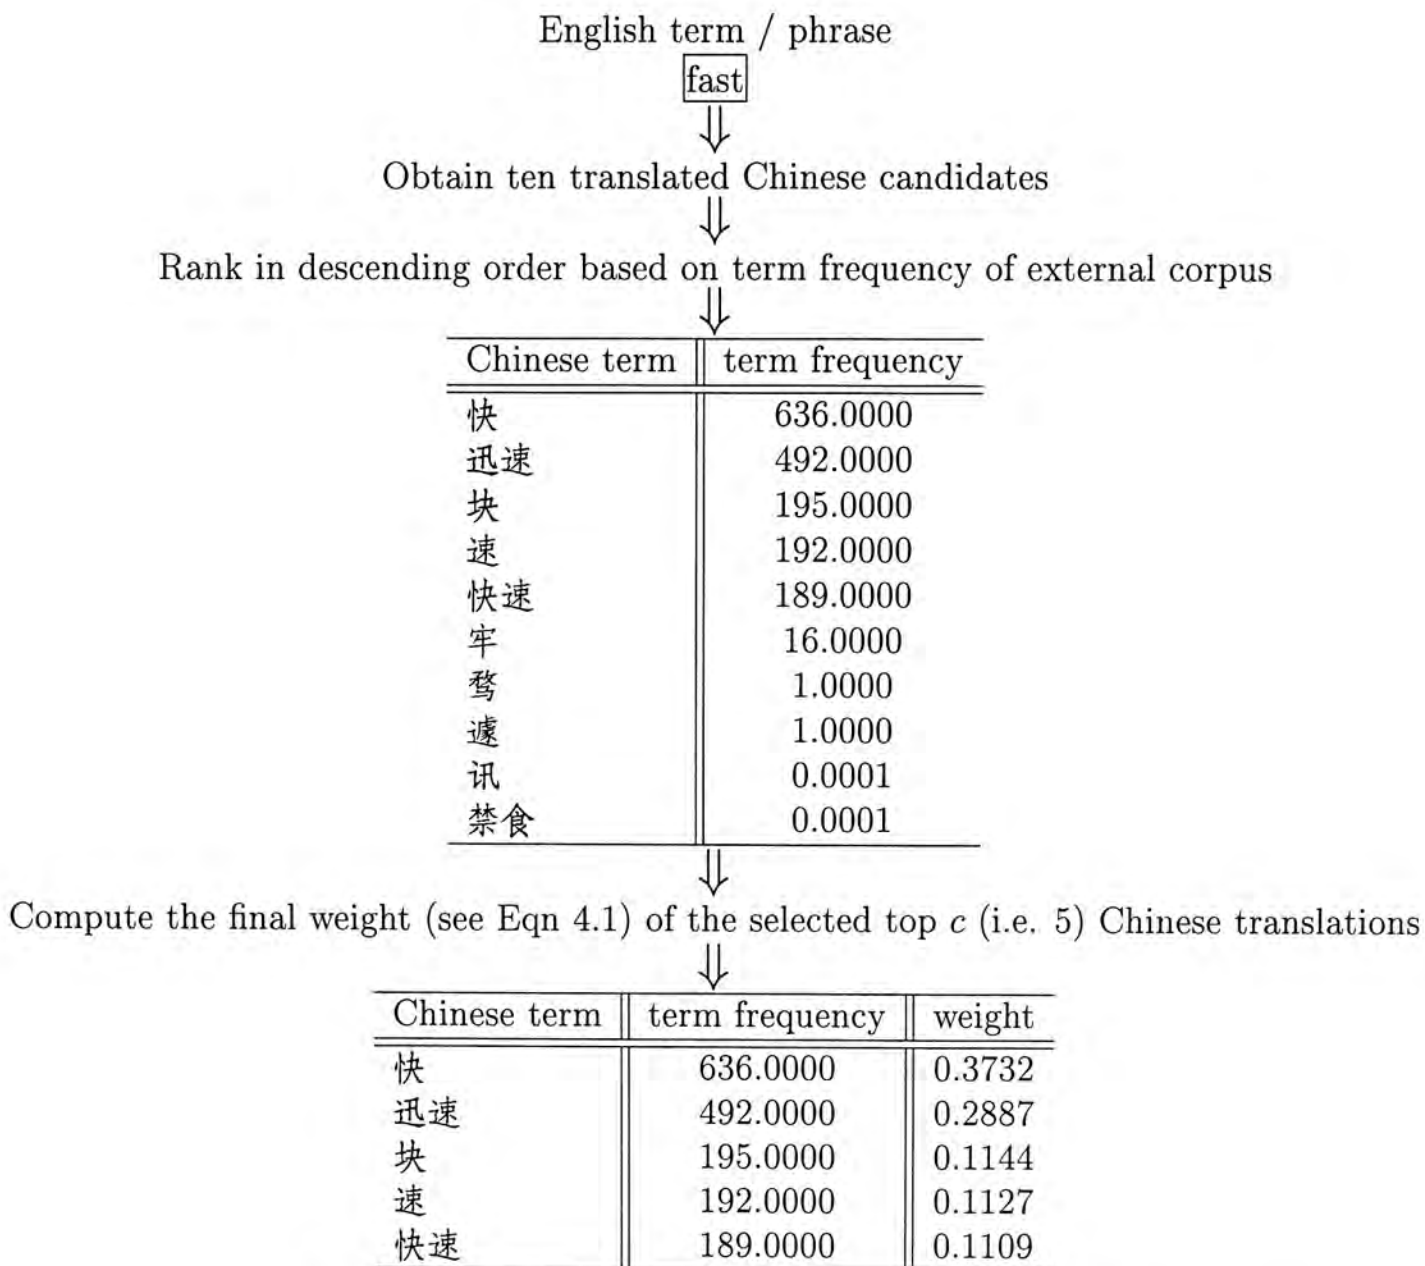 English term / phrase
fast
Obtain ten translated Chinese candidates
Rank in descending order based on term frequency of external corpus
Chinese term term frequency
快 636.0000
迅速 492.0000
块 195.0000
速 192.0000
快速 189.0000
牢 16.0000
鹜 1.0000
遽 1.0000
讯 0.0001
禁食 0.0001
Compute the final weight (see Eqn 4.1) of the selected top c (i.e. 5) Chinese translations
Chinese term term frequency weight
快 636.0000 0.3732
迅速 492.0000 0.2887
块 195.0000 0.1144
速 192.0000 0.1127
快速 189.0000 0.1109